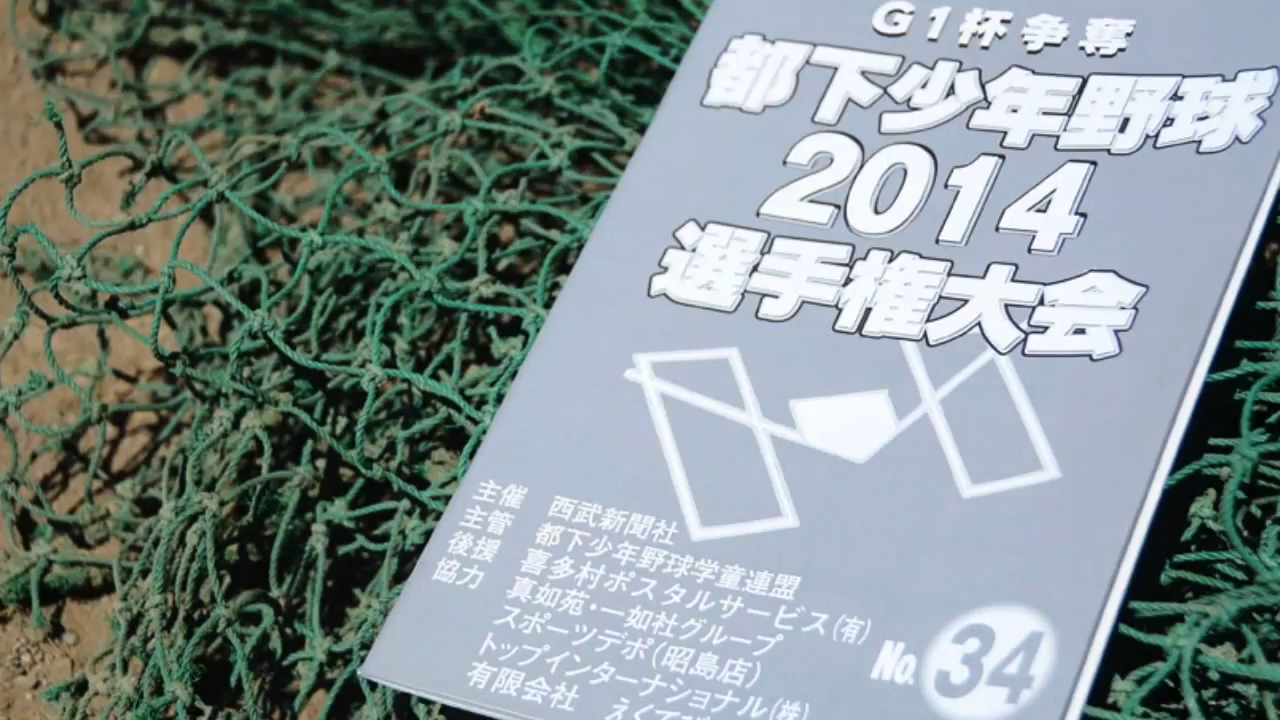 G1杯争奪
都下少年野球
2014
選手権大会
主催 西武新聞社
主管 都下少年野球学童連盟
後援 喜多村ポスタルサービス(有)
協力 真如苑・一如社グループ
スポーツデポ(昭島店)
トップインターナショナル(株)
有限会社 えくてび
No.34